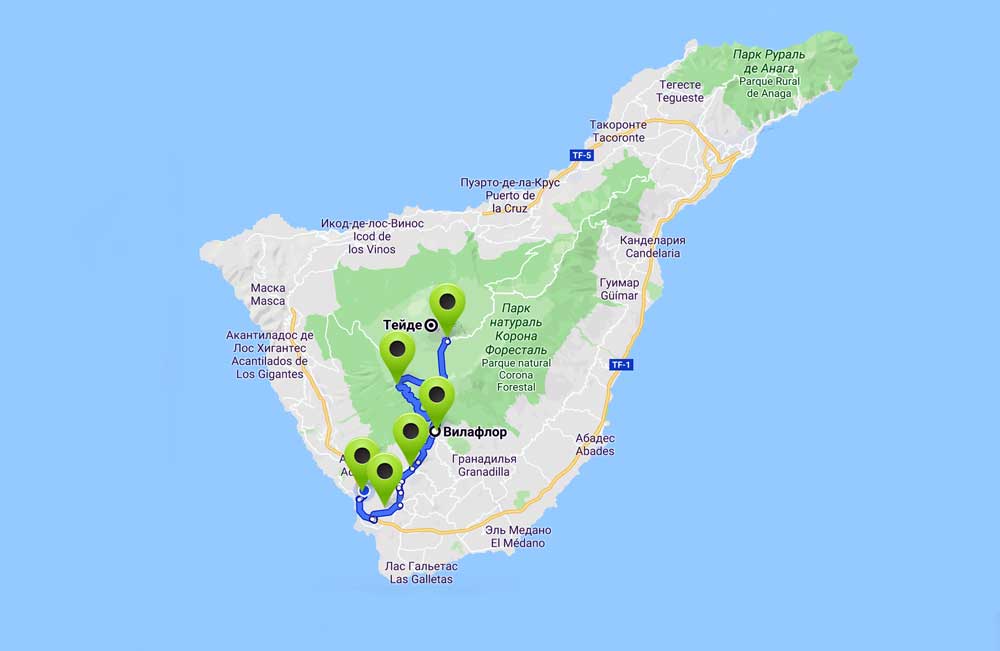 Парк Рураль
де Анага
Parque Rural
de Anaga
Тегесте
Tegueste
Такоронте
Tacoronte
TF-5
Пуэрто-де-ла-Крус
Puerto de
la Cruz
Икод-де-лос-Винос
Icod de
los Vinos
Канделария
Candelaria
Гуимар
Güímar
Маска
Masca
Тейде
Парк
натураль
Корона
Форесталь
Parque natural
Corona
Forestal
Акантиладос де
Лос Хигантес
Acantilados de
Los Gigantes
TF-1
Вилафлор
Абадес
Abades
Гранадилья
Granadilla
Эль Медано
El Médano
Лас Гальетас
Las Galletas